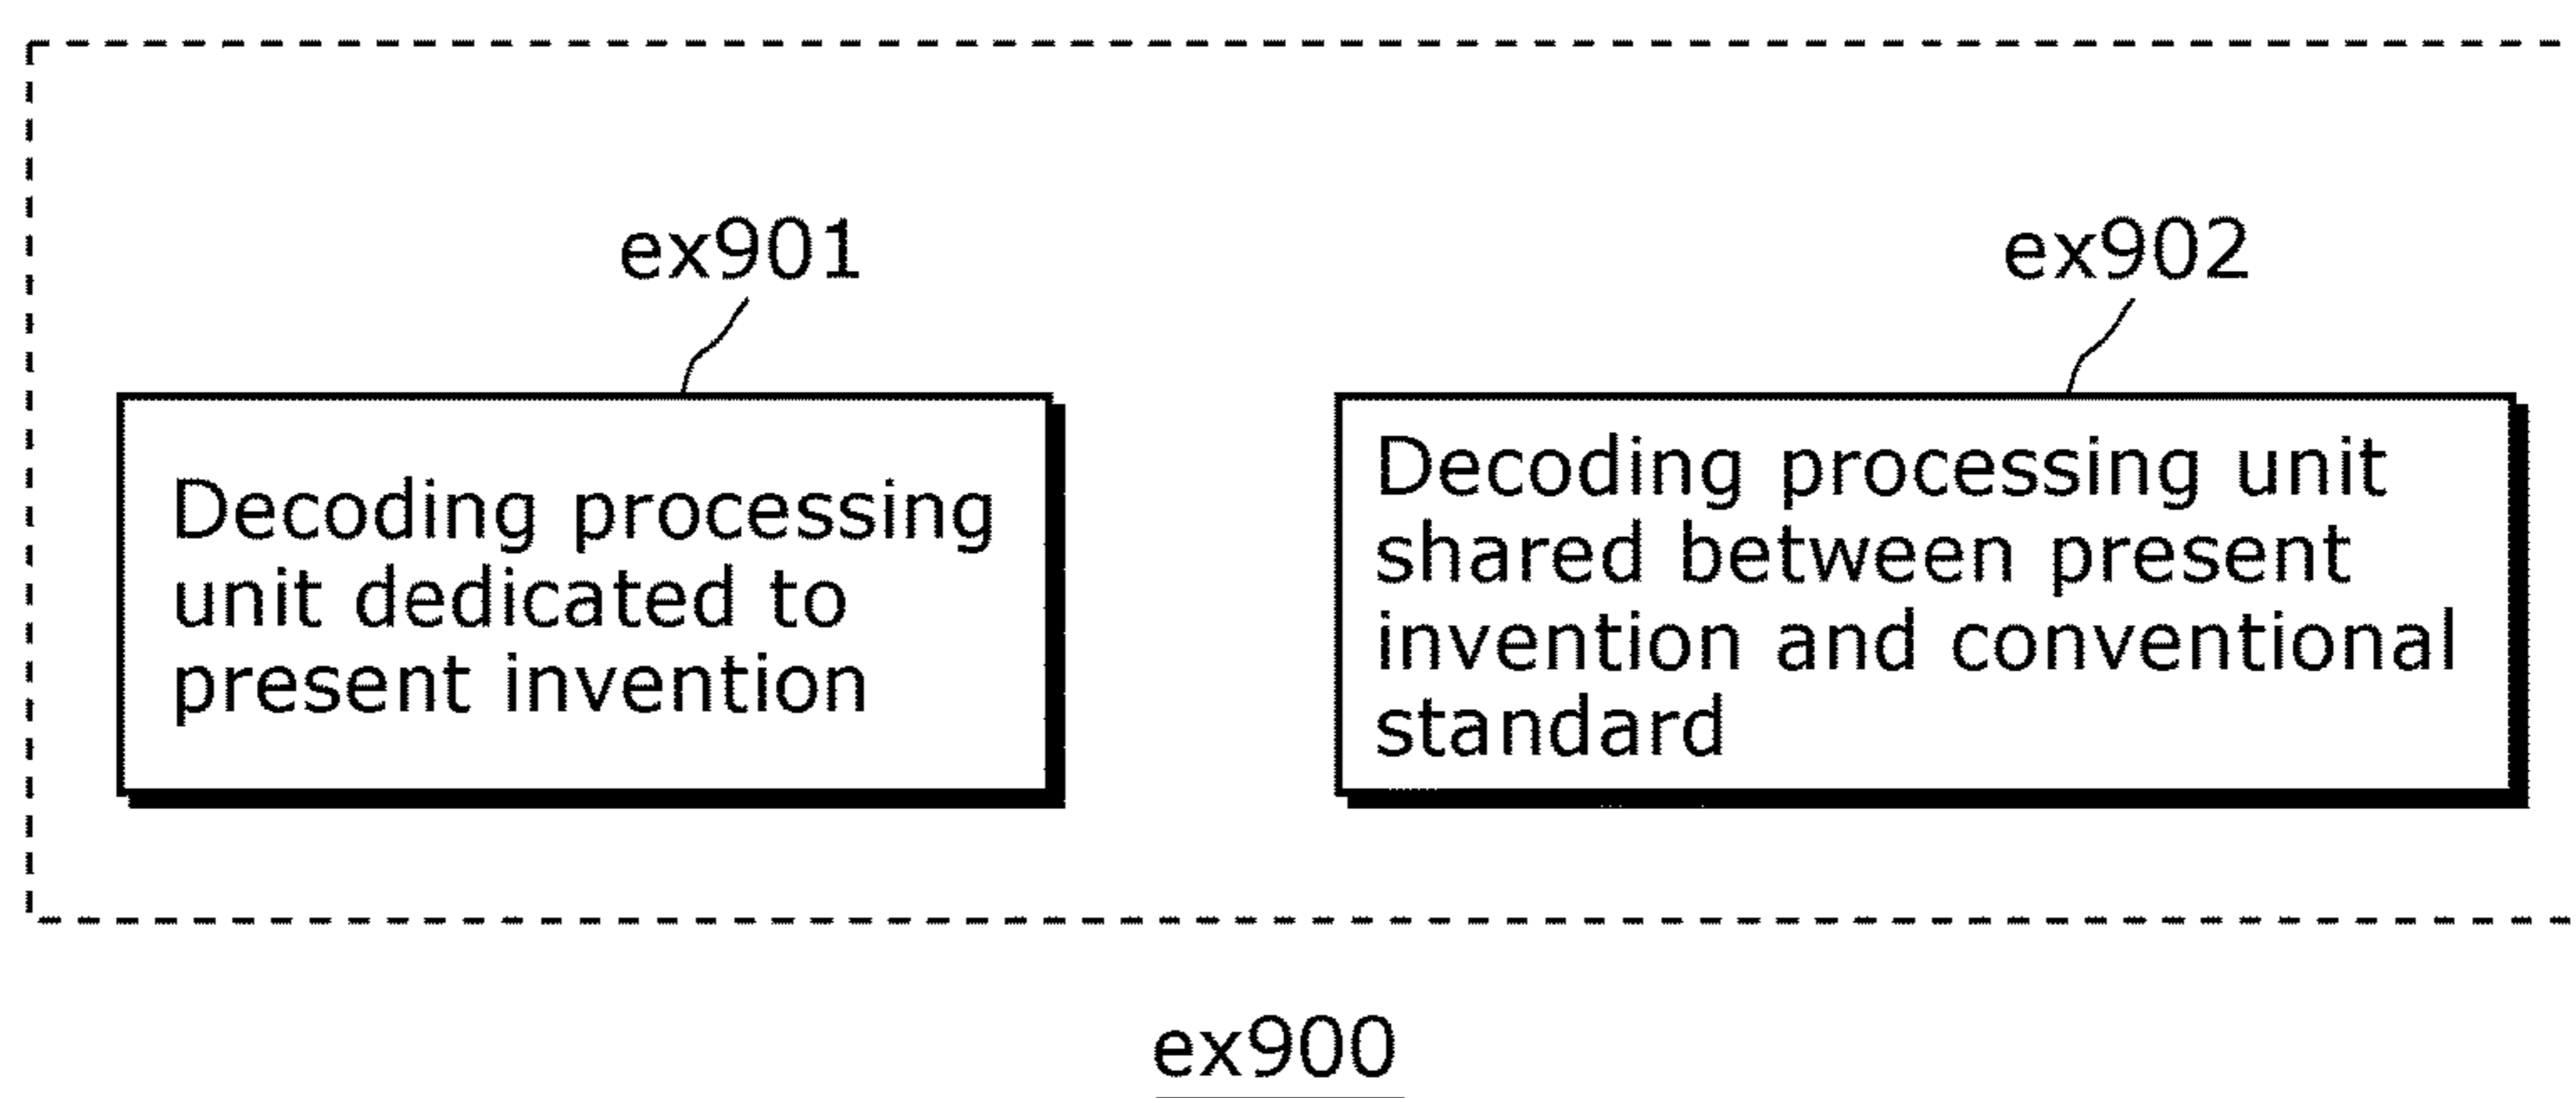 ex901
ex902
Decoding processing
unit dedicated to
present invention
Decoding processing unit
shared between present
invention and conventional
standard
ex900